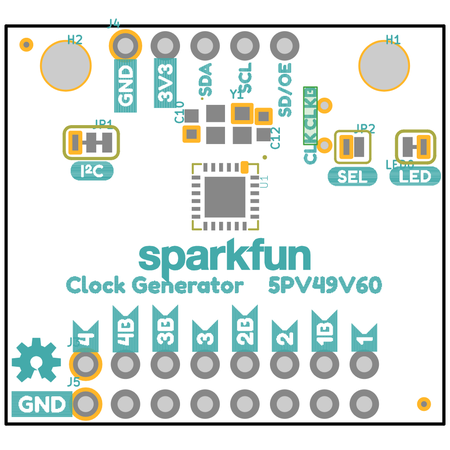 J4
H2
H1
GND
3V3
SDA
SCL
SD/OE
Y1
C10
C12
JP1
I²C
JP2
SEL
LED
U1
sparkfun
Clock Generator 5PV49V60
4
4B
3B
3
2B
2
1B
1
J5
GND